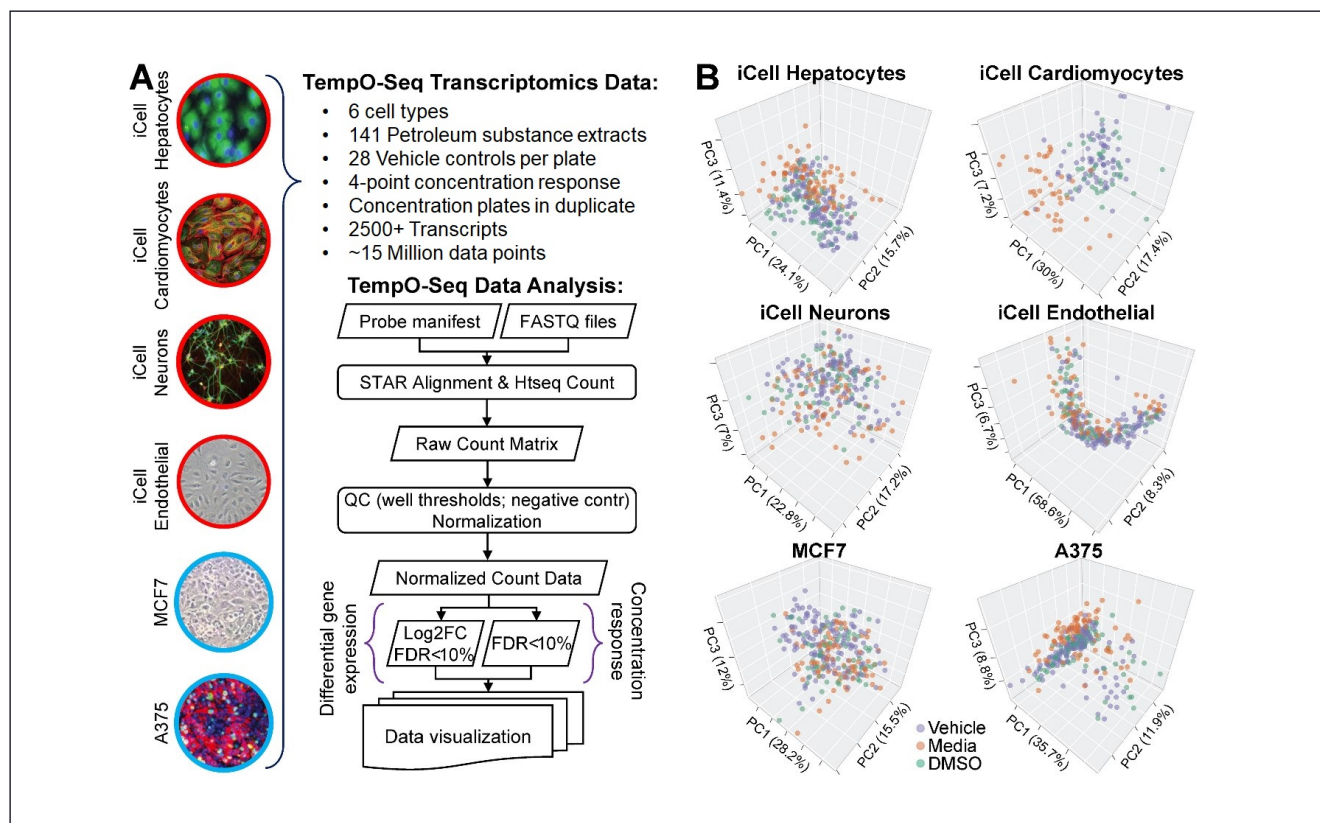 A
iCell
Hepatocytes
iCell
Cardiomyocytes
iCell
Neurons
iCell
Endothelial
MCF7
A375
TempO-Seq Transcriptomics Data:
• 6 cell types
• 141 Petroleum substance extracts
• 28 Vehicle controls per plate
• 4-point concentration response
• Concentration plates in duplicate
• 2500+ Transcripts
• ~15 Million data points
TempO-Seq Data Analysis:
Probe manifest
FASTQ files
STAR Alignment & Htseq Count
Raw Count Matrix
QC (well thresholds; negative contr)
Normalization
Normalized Count Data
Differential gene
expression
Log2FC
FDR<10%
FDR<10%
Concentration
response
Data visualization
B
iCell Hepatocytes
PC3 (11.4%)
PC1 (24.1%)
PC2 (15.7%)
iCell Cardiomyocytes
PC3 (7.2%)
PC1 (30%)
PC2 (17.4%)
iCell Neurons
PC3 (7%)
PC1 (22.8%)
PC2 (17.2%)
iCell Endothelial
PC3 (6.7%)
PC1 (58.6%)
PC2 (8.3%)
MCF7
PC3 (12%)
PC1 (28.2%)
PC2 (15.5%)
A375
PC3 (8.8%)
PC1 (35.7%)
PC2 (11.9%)
Vehicle
Media
DMSO